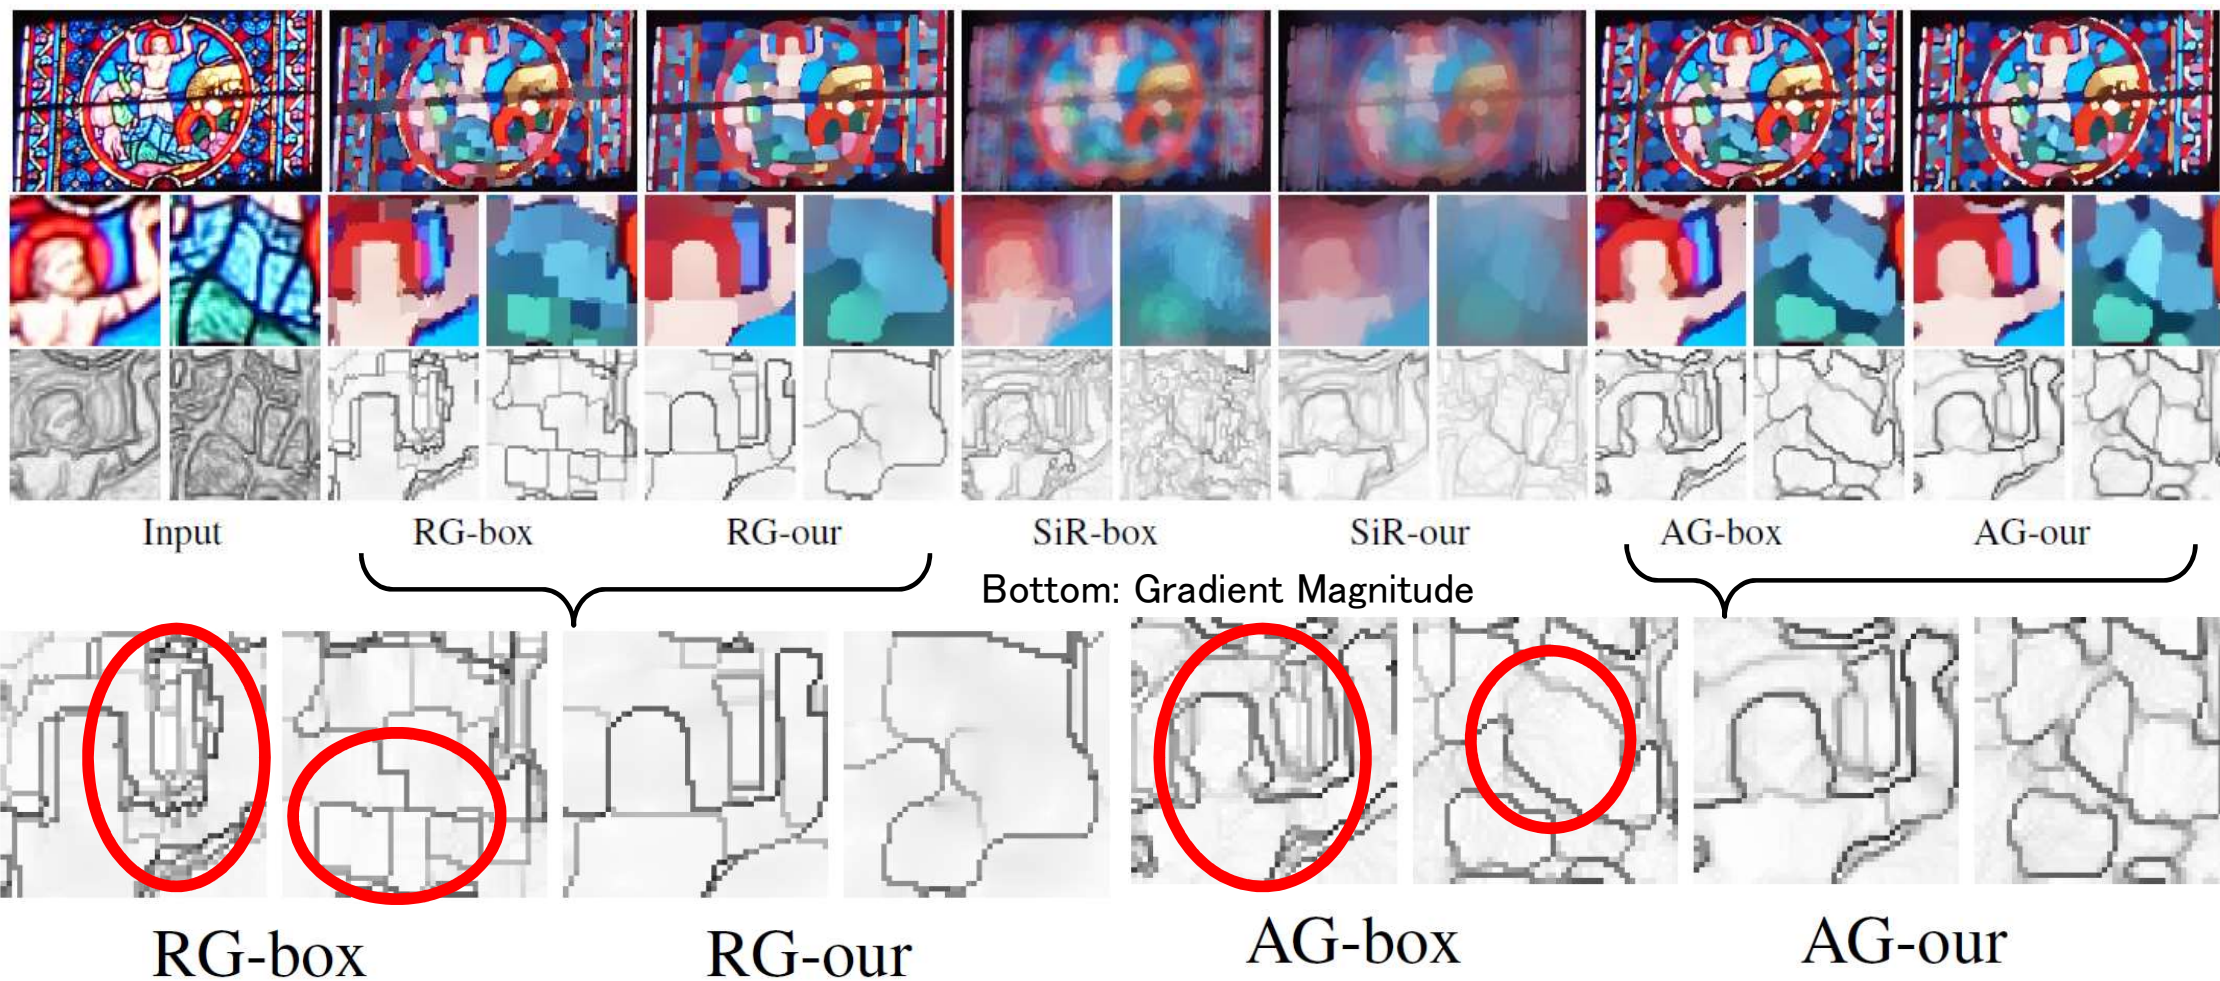 Input RG-box RG-our SiR-box SiR-our AG-box AG-our
Bottom: Gradient Magnitude
RG-box RG-our AG-box AG-our